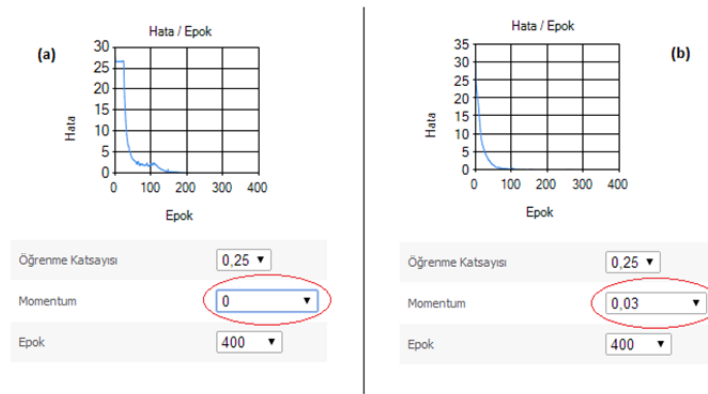 (a)
Hata / Epok
30
25
20
15
10
5
0
0 100 200 300 400
Hata
Epok
Öğrenme Katsayısı 0,25
Momentum 0
Epok 400
Hata / Epok
(b)
35
30
25
20
15
10
5
0
0 100 200 300 400
Hata
Epok
Öğrenme Katsayısı 0,25
Momentum 0,03
Epok 400